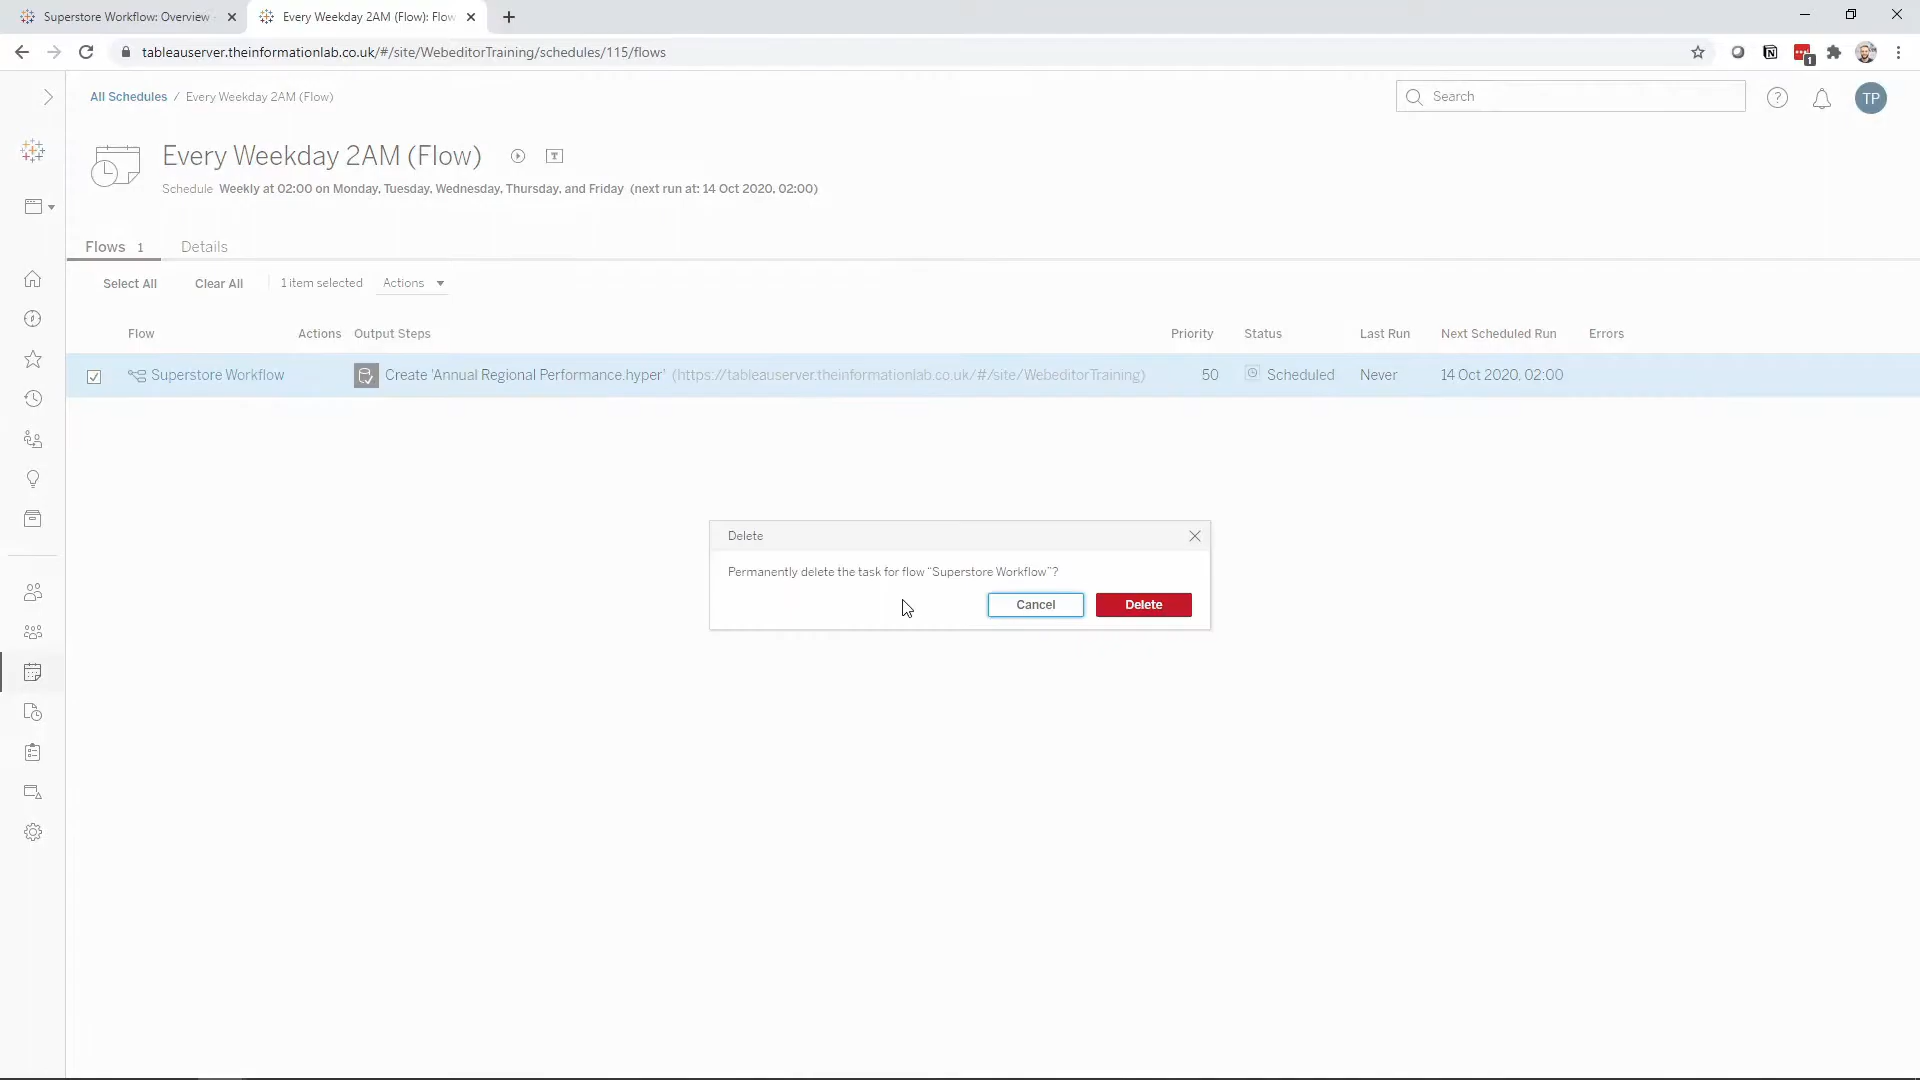 Superstore Workflow: Overview
Every Weekday 2AM (Flow): Flow
tableauserver.theinformationlab.co.uk/#/site/WebeditorTraining/schedules/115/flows
1
All Schedules / Every Weekday 2AM (Flow)
Search
?
TP
Every Weekday 2AM (Flow)
Schedule Weekly at 02:00 on Monday, Tuesday, Wednesday, Thursday, and Friday (next run at: 14 Oct 2020, 02:00)
Flows 1 Details
Select All Clear All 1 item selected Actions
Flow Actions Output Steps Priority Status Last Run Next Scheduled Run Errors
Superstore Workflow Create 'Annual Regional Performance.hyper' (https://tableauserver.theinformationlab.co.uk/#/site/WebeditorTraining) 50 Scheduled Never 14 Oct 2020, 02:00
Delete
Permanently delete the task for flow “Superstore Workflow”?
Cancel Delete